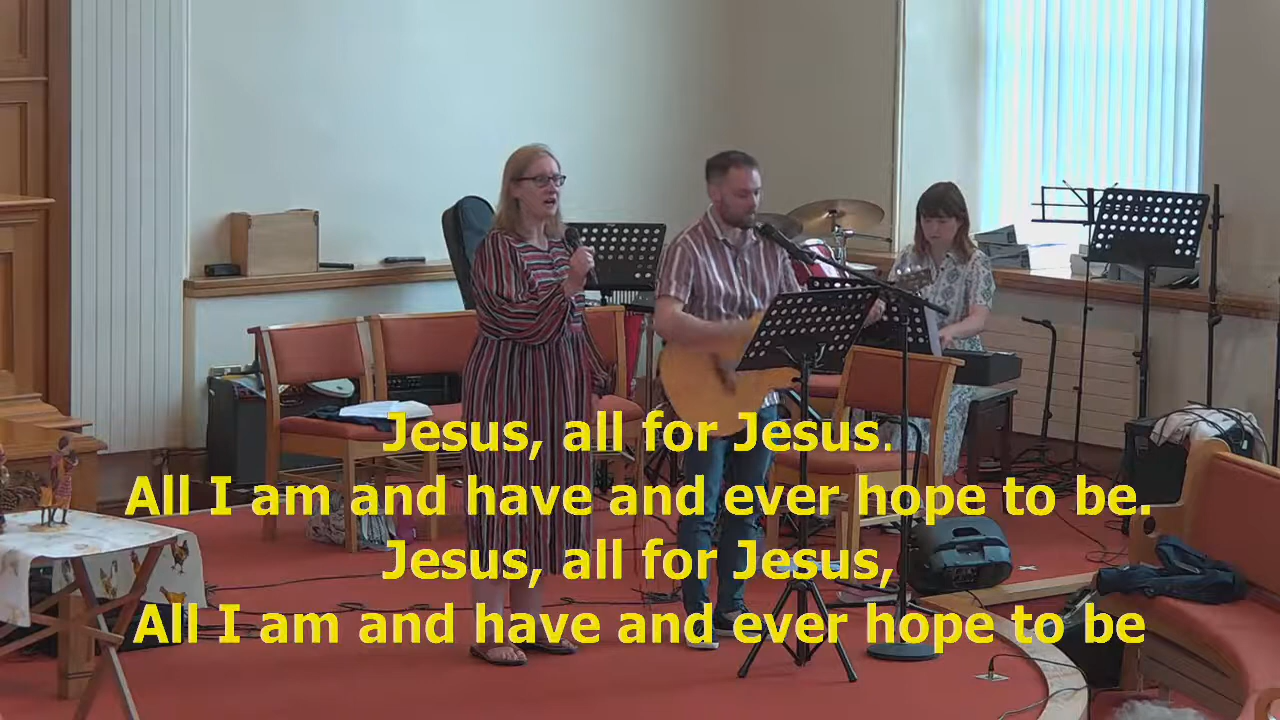 Jesus, all for Jesus.
All I am and have and ever hope to be.
Jesus, all for Jesus,
All I am and have and ever hope to be